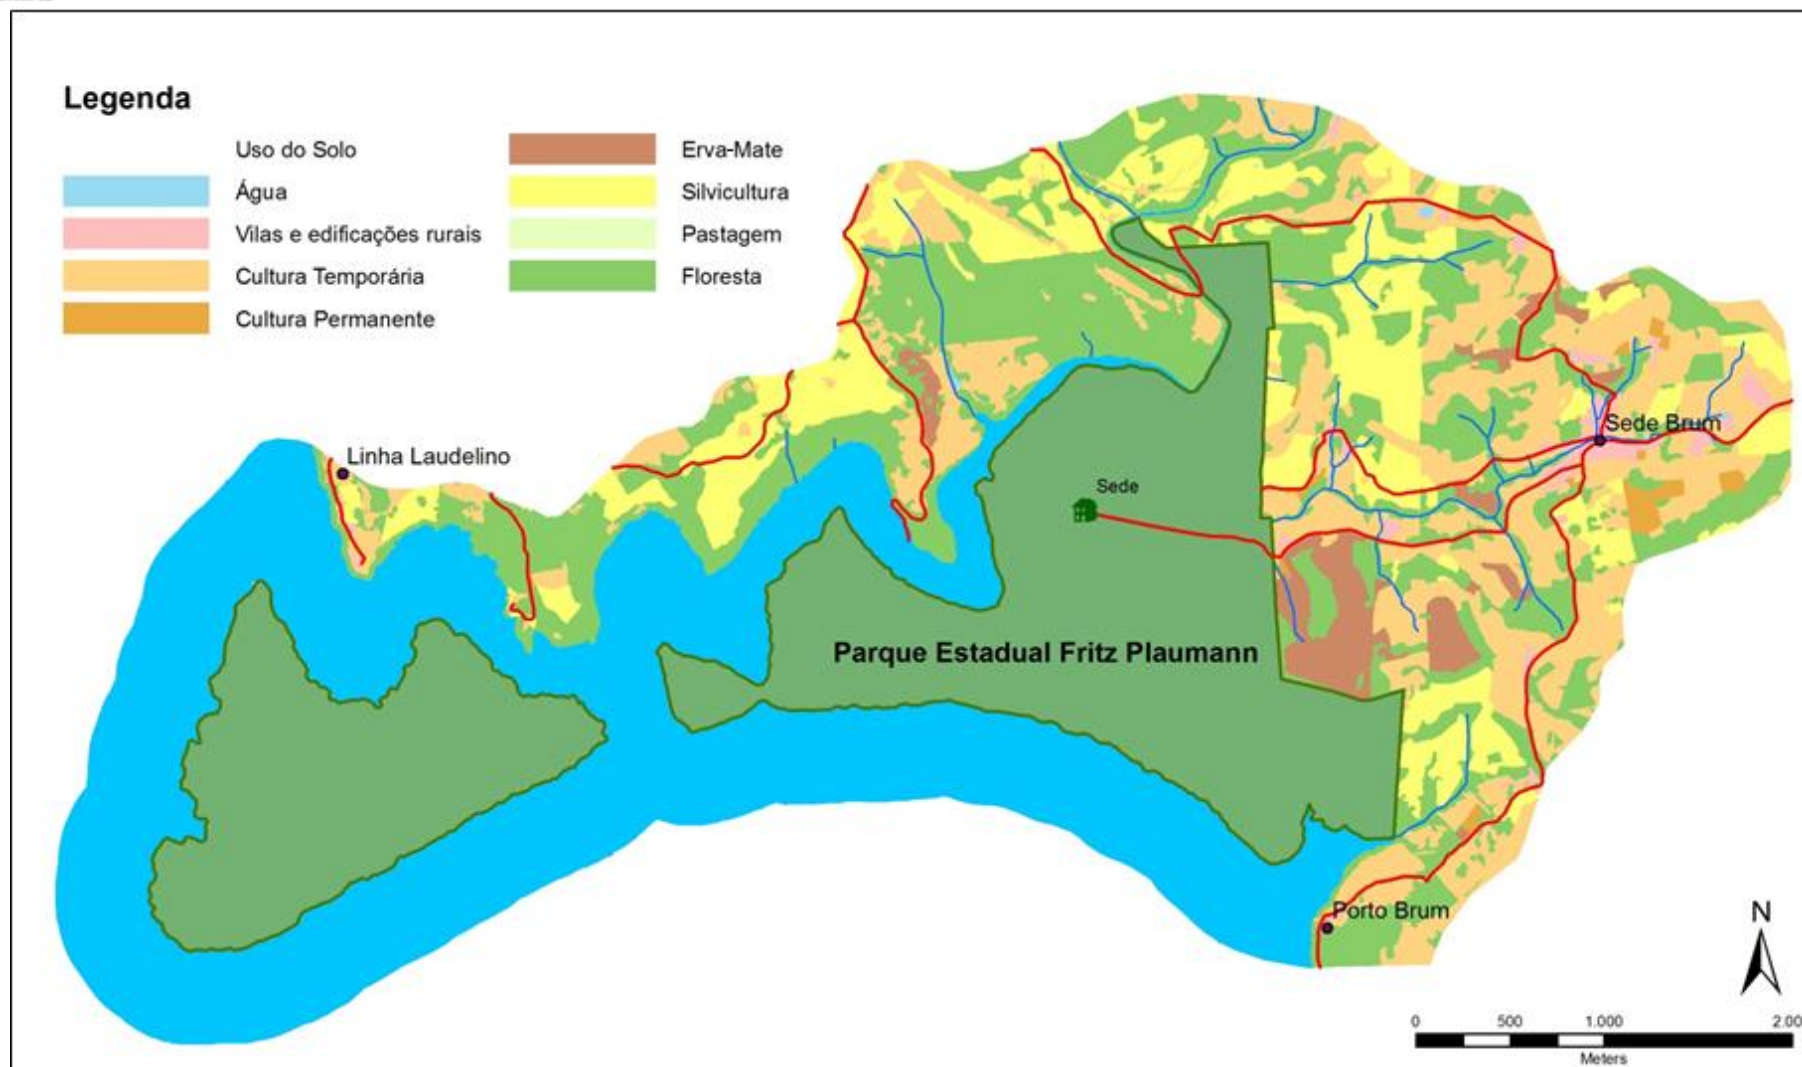 Legenda
Uso do Solo
Água
Vilas e edificações rurais
Cultura Temporária
Cultura Permanente
Erva-Mate
Silvicultura
Pastagem
Floresta
Linha Laudelino
Sede Brum
Sede
Parque Estadual Fritz Plaumann
Porto Brum
N
0 500 1.000 2.00
Meters